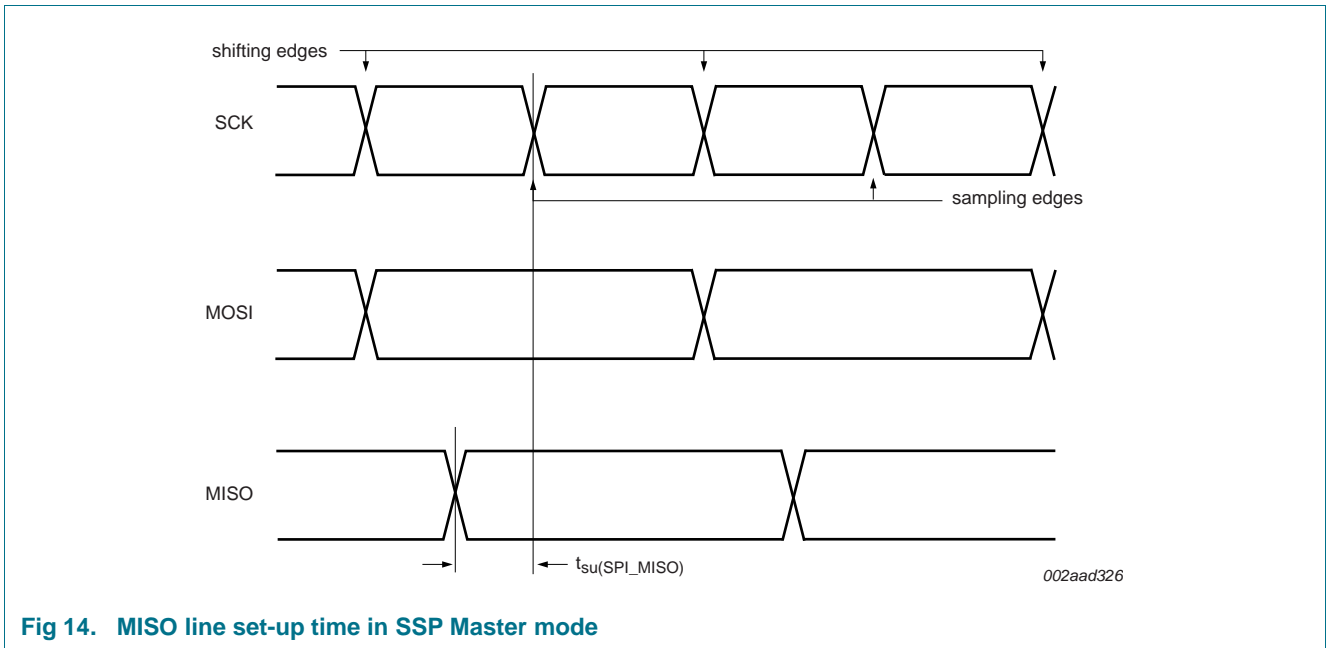 shifting edges
SCK
sampling edges
MOSI
MISO
tsu(SPI_MISO)
002aad326
Fig 14. MISO line set-up time in SSP Master mode